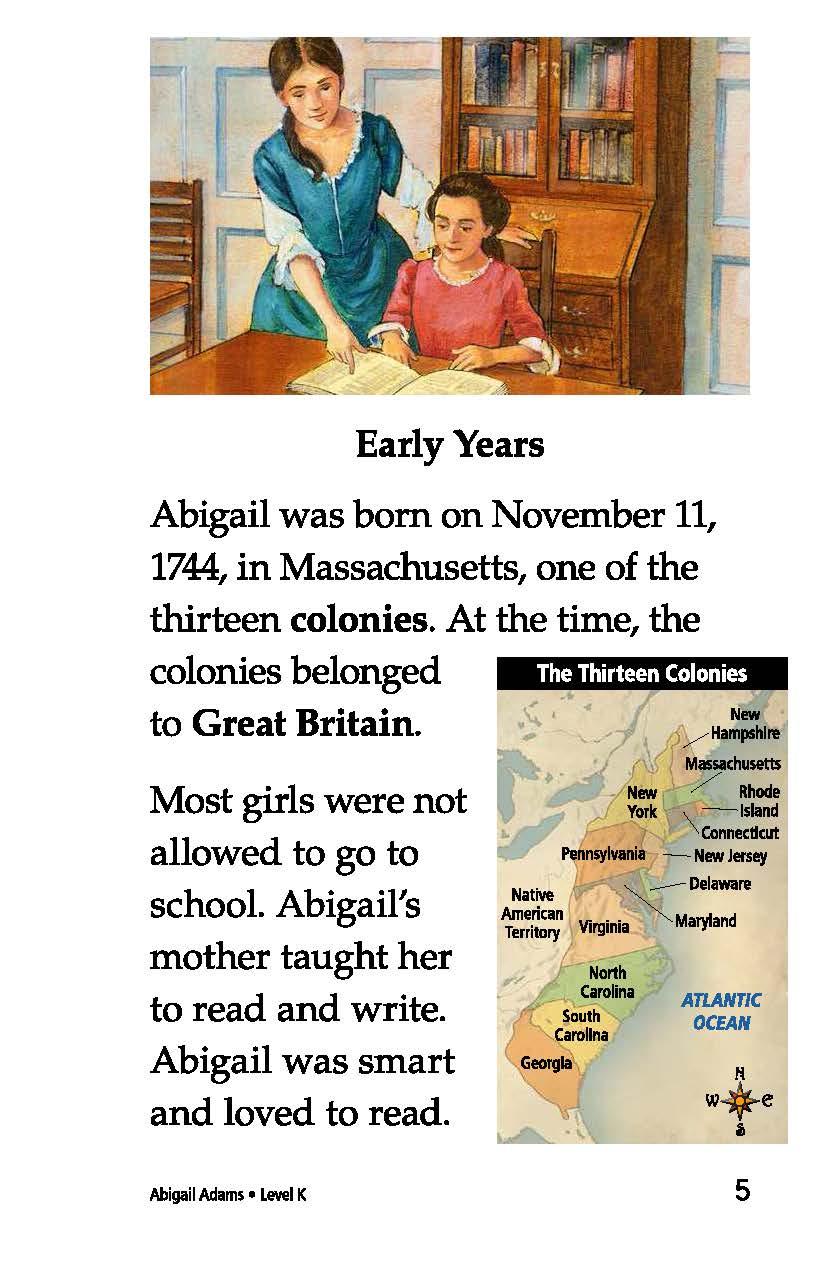 Early Years
Abigail was born on November 11,
1744, in Massachusetts, one of the
thirteen colonies. At the time, the
colonies belonged
to Great Britain.
Most girls were not
allowed to go to
school. Abigail’s
mother taught her
to read and write.
Abigail was smart
and loved to read.
The Thirteen Colonies
New
Hampshire
Massachusetts
New
York
Rhode
Island
Connecticut
Pennsylvania
New Jersey
Delaware
Native
American
Territory
Virginia
Maryland
North
Carolina
South
Carolina
Georgia
ATLANTIC
OCEAN
N
W
E
S
Abigail Adams • Level K
5